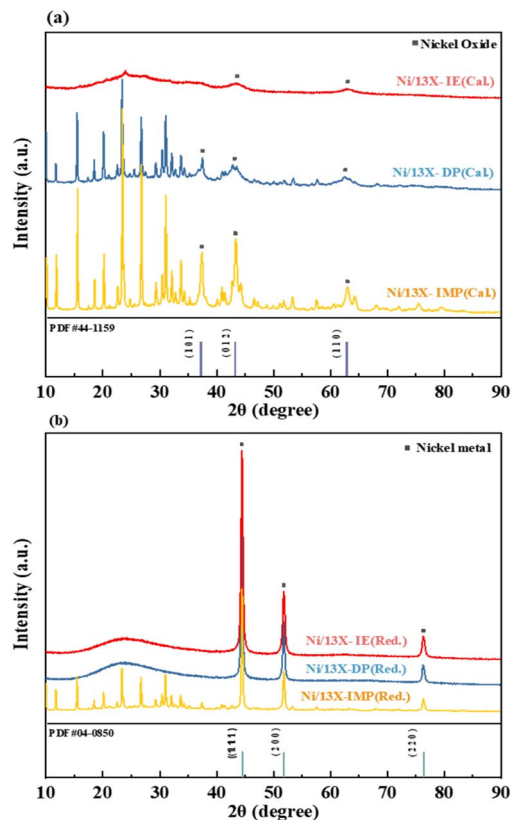 (a)
■ Nickel Oxide
Ni/13X- IE(Cal.)
Ni/13X- DP(Cal.)
Ni/13X- IMP(Cal.)
Intensity (a.u.)
PDF#44-1159
(101)
(012)
(110)
10 20 30 40 50 60 70 80 90
2θ (degree)
(b)
■ Nickel metal
Ni/13X- IE(Red.)
Ni/13X-DP(Red.)
Ni/13X-IMP(Red.)
Intensity (a.u.)
PDF#04-0850
(200)
(220)
10 20 30 40 50 60 70 80 90
2θ (degree)